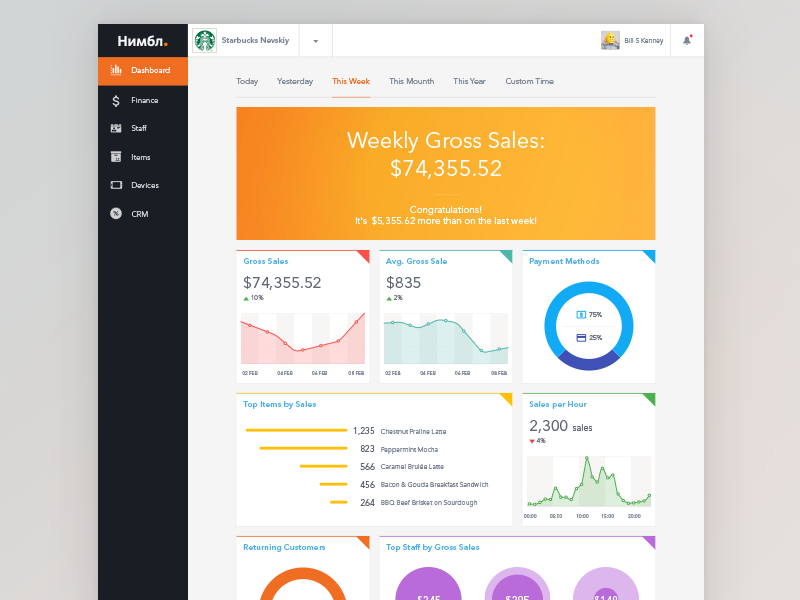 Нимбл.
Starbucks Nevskiy
Bill S Kenney
Dashboard
Finance
Staff
Items
Devices
CRM
Today
Yesterday
This Week
This Mounth
This Year
Custom Time
Weekly Gross Sales:
$74,355.52
Congratulations!
It's $5,355.62 more than on the last week!
Gross Sales
$74,355.52
10%
02 FEB
04 FEB
06 FEB
08 FEB
Avg. Gross Sale
$835
2%
02 FEB
04 FEB
06 FEB
08 FEB
Payment Methods
75%
25%
Top Items by Sales
1,235 Chestnut Praline Latte
823 Peppermint Mocha
566 Caramel Brulée Latte
456 Bacon & Gouda Breakfast Sandwich
264 BBQ Beef Brisket on Sourdough
Sales per Hour
2,300 sales
4%
00:00
05:00
10:00
15:00
20:00
Returning Customers
Top Staff by Gross Sales